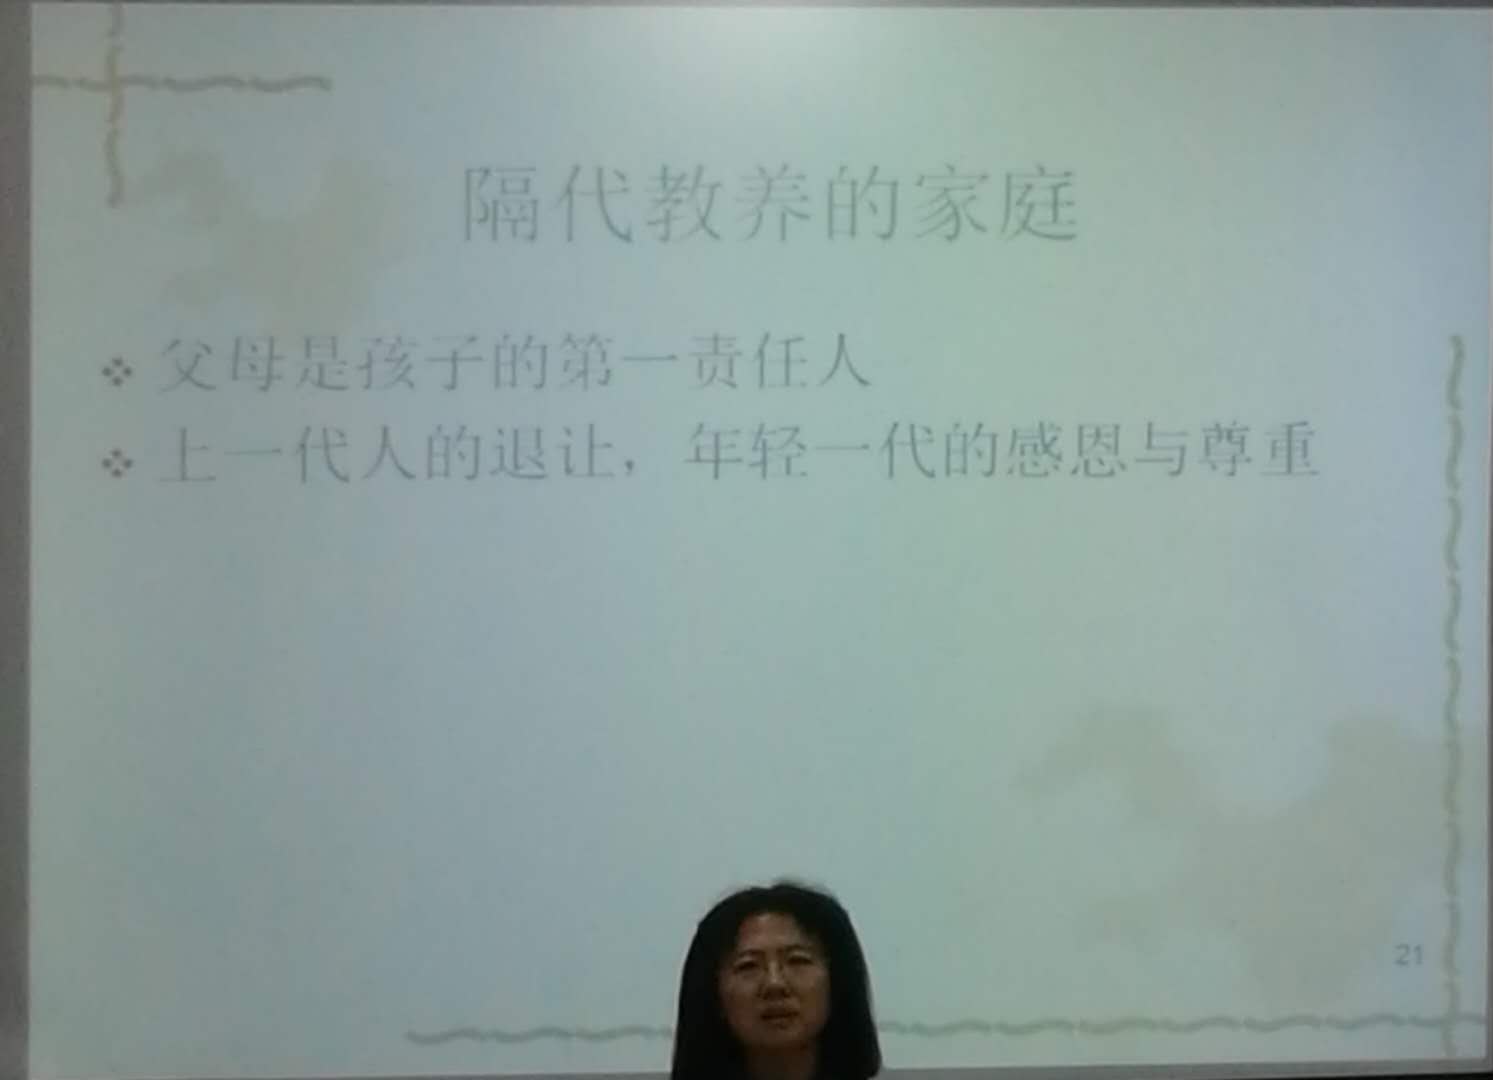 隔代教养的家庭
父母是孩子的第一责任人
上一代人的退让，年轻一代的感恩与尊重
21